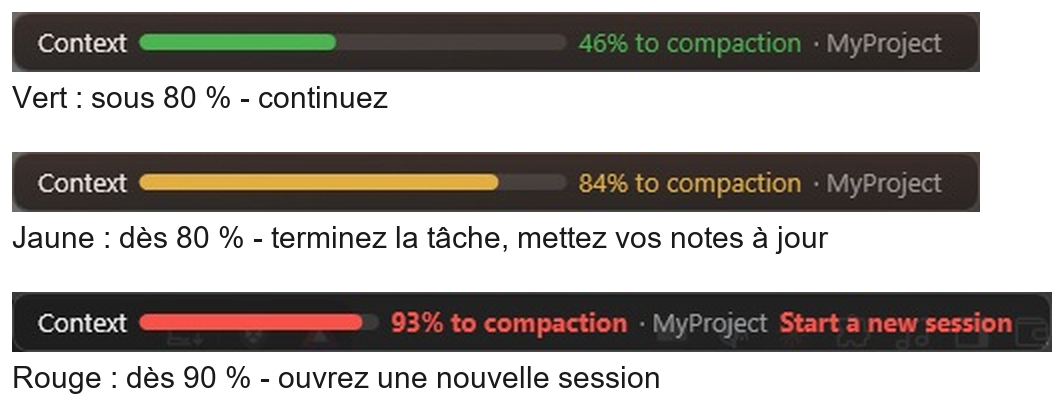 Context 46% to compaction · MyProject
Vert : sous 80 % - continuez
Context 84% to compaction · MyProject
Jaune : dès 80 % - terminez la tâche, mettez vos notes à jour
Context 93% to compaction · MyProject Start a new session
Rouge : dès 90 % - ouvrez une nouvelle session